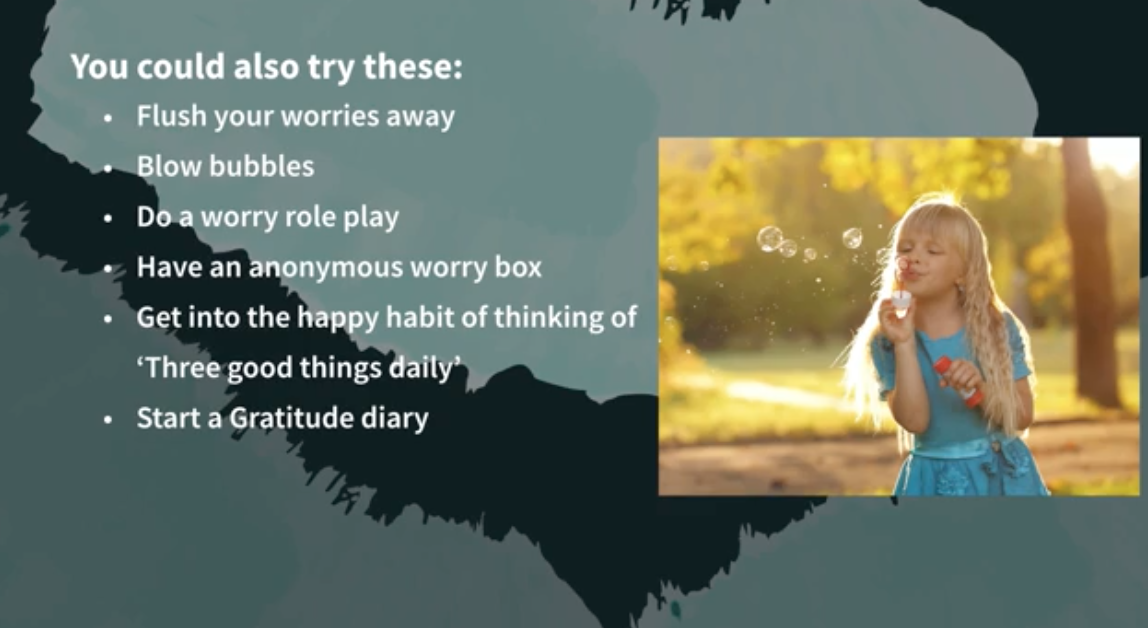 You could also try these:
• Flush your worries away
• Blow bubbles
• Do a worry role play
• Have an anonymous worry box
• Get into the happy habit of thinking of
‘Three good things daily’
• Start a Gratitude diary